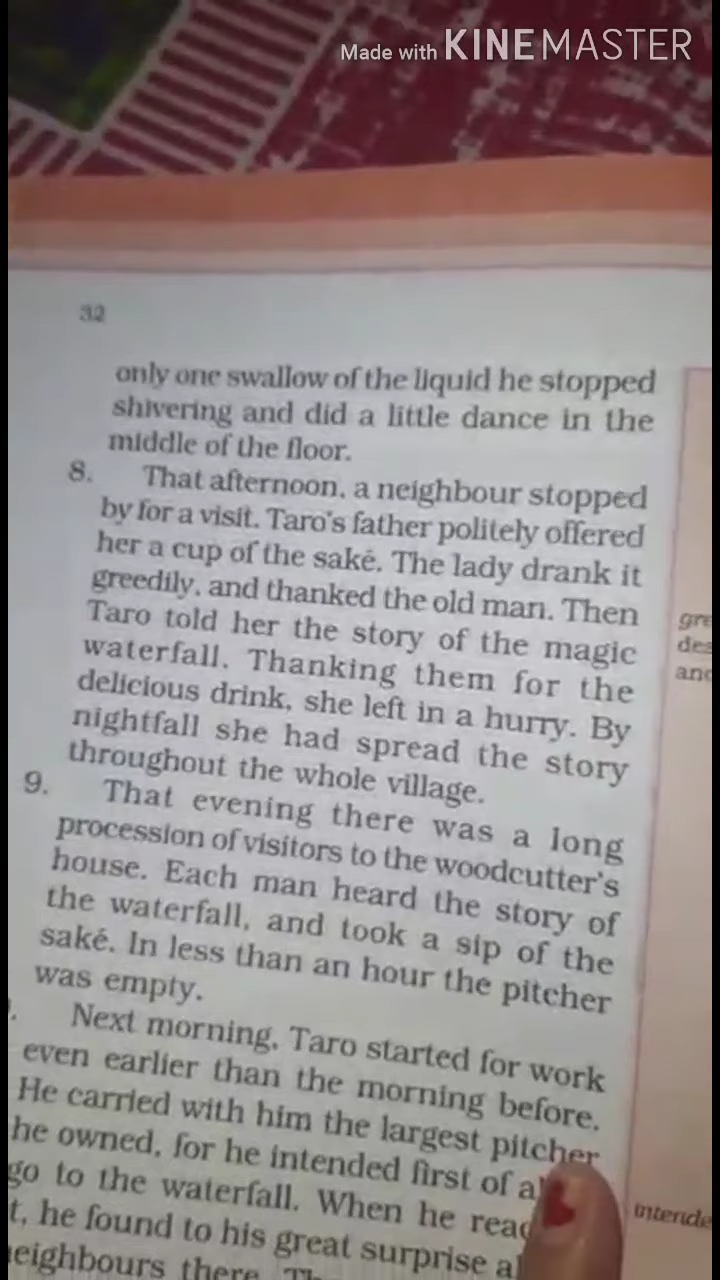 Made with KINEMASTER
32
only one swallow of the liquid he stopped
shivering and did a little dance in the
middle of the floor.
8. That afternoon, a neighbour stopped
by for a visit. Taro's father politely offered
her a cup of the saké. The lady drank it
greedily, and thanked the old man. Then
Taro told her the story of the magic
waterfall. Thanking them for the
delicious drink, she left in a hurry. By
nightfall she had spread the story
throughout the whole village.
9. That evening there was a long
procession of visitors to the woodcutter's
house. Each man heard the story of
the waterfall, and took a sip of the
saké. In less than an hour the pitcher
was empty.
Next morning, Taro started for work
even earlier than the morning before.
He carried with him the largest pitcher
he owned, for he intended first of
go to the waterfall. When he
he found to his great surprise
neighbours there.